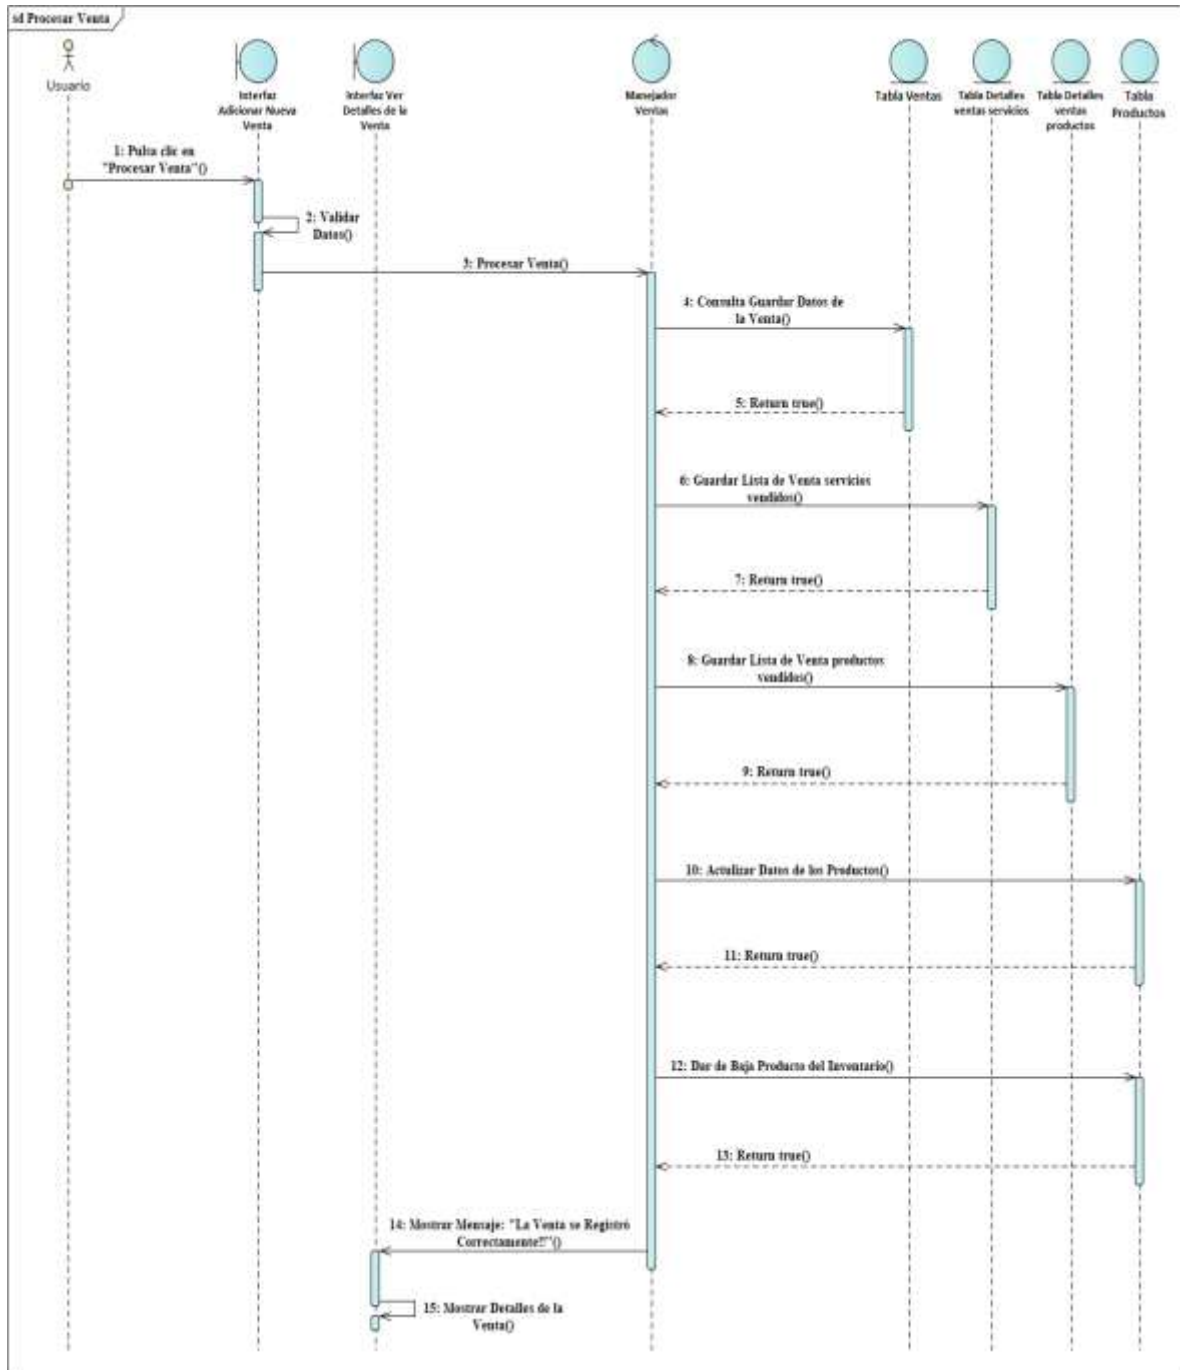 sd Procesar Venta
Usuario
Interfaz
Adicionar Nueva
Venta
Interfaz Ver
Detalles de la
Venta
Manejador
Ventas
Tabla Ventas
Tabla Detalles
ventas servicios
Tabla Detalles
ventas
productos
Tabla
Productos
1: Pulsa clic en
"Procesar Venta"()
2: Validar
Datos()
3: Procesar Venta()
4: Consulta Guardar Datos de
la Venta()
5: Return true()
6: Guardar Lista de Venta servicios
vendidos()
7: Return true()
8: Guardar Lista de Venta productos
vendidos()
9: Return true()
10: Actulizar Datos de los Productos()
11: Return true()
12: Dar de Baja Producto del Inventario()
13: Return true()
14: Mostrar Mensaje: "La Venta se Registró
Correctamente!!"()
15: Mostrar Detalles de la
Venta()